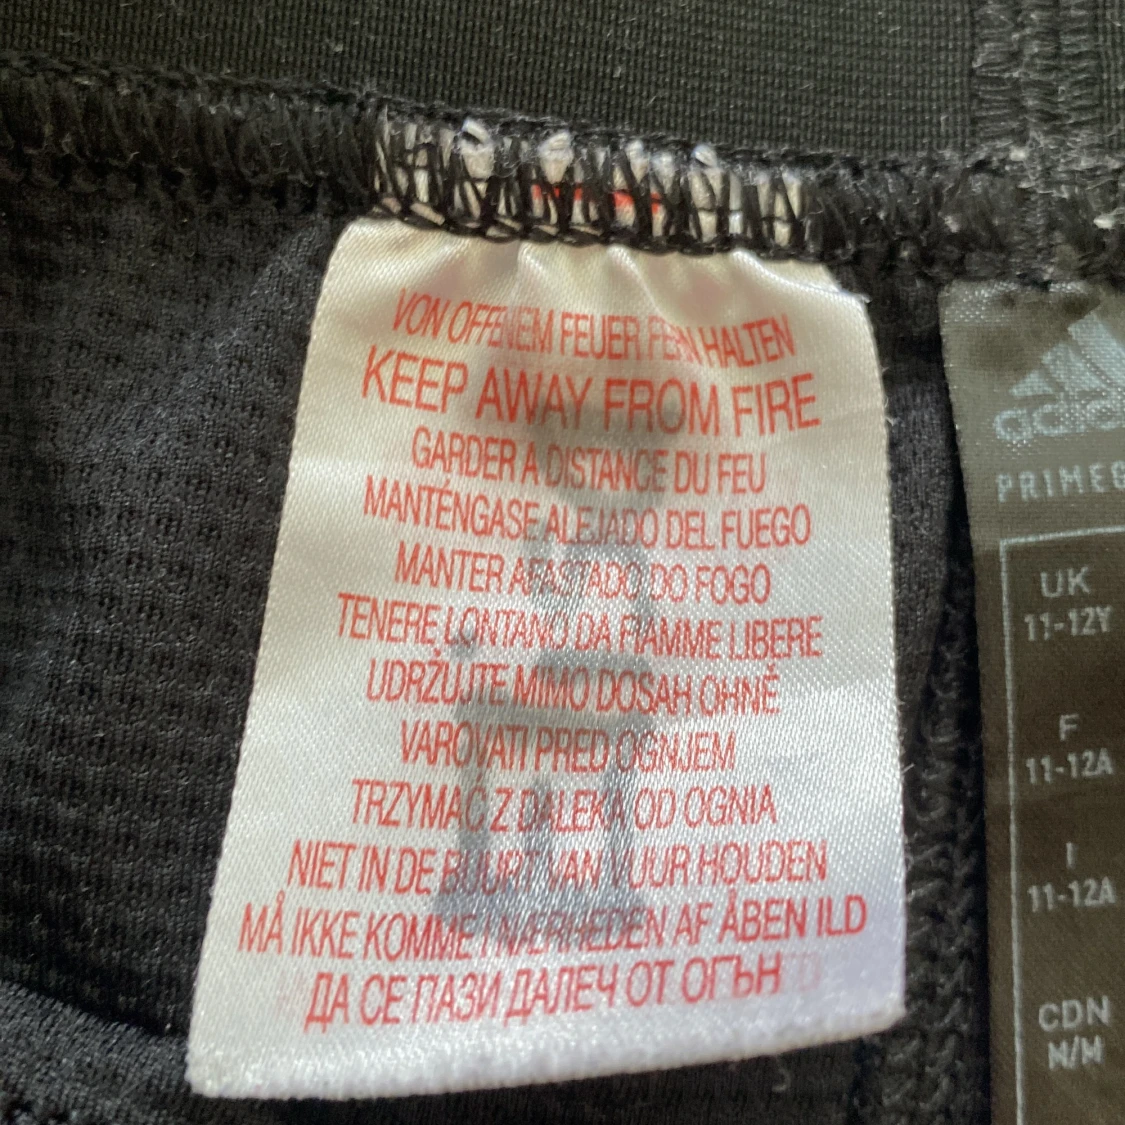 VON OFFENEM FEUER FERN HALTEN
KEEP AWAY FROM FIRE
GARDER A DISTANCE DU FEU
MANTÉNGASE ALEJADO DEL FUEGO
MANTER AFASTADO DO FOGO
TENERE LONTANO DA FIAMME LIBERE
UDRŽUJTE MIMO DOSAH OHNĚ
VAROVATI PRED OGNJEM
TRZYMAĆ Z DALEKA OD OGNIA
NIET IN DE BUURT VAN VUUR HOUDEN
MÅ IKKE KOMME I NÆRHEDEN AF ÅBEN ILD
ДА СЕ ПАЗИ ДАЛЕЧ ОТ ОГЪН
adida
PRIMEG
UK
11-12Y
F
11-12A
I
11-12A
CDN
M/M